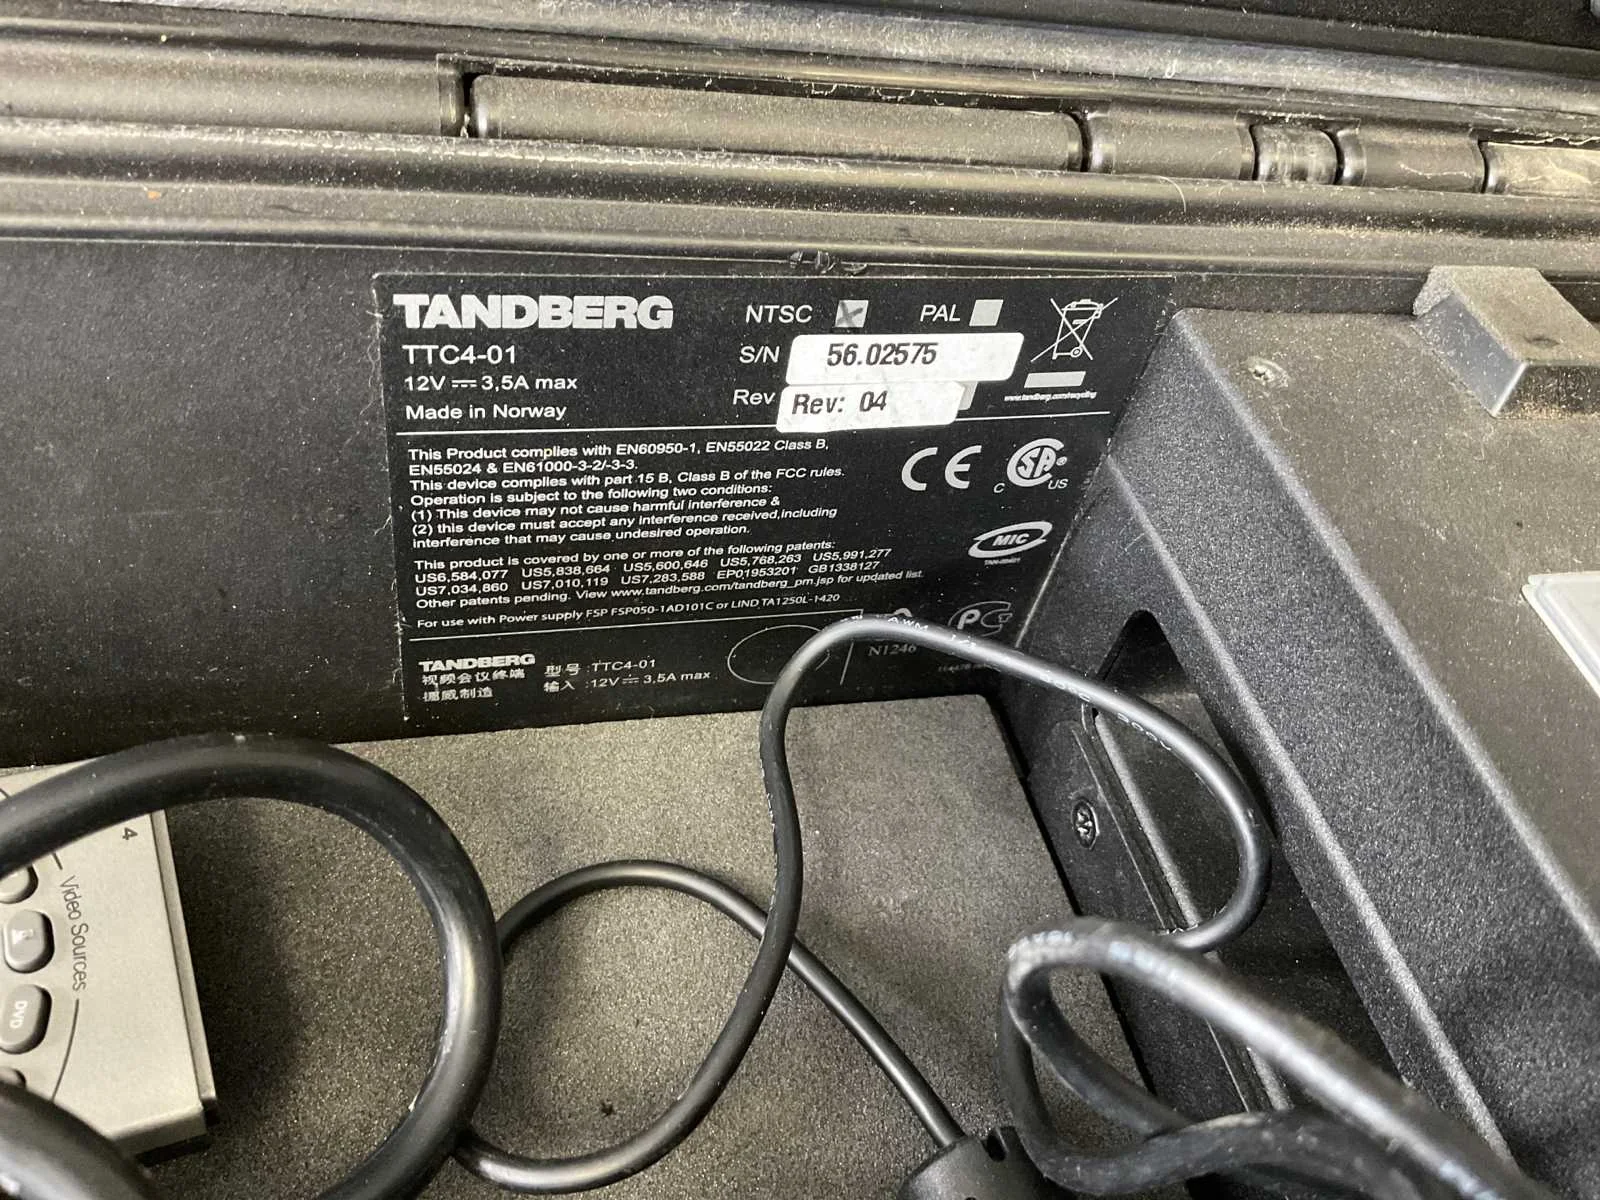 TANDBERG
NTSC PAL
TTC4-01
S/N 56.02575
12V 3,5A max
Rev Rev: 04
Made in Norway
www.tandberg.com/recycling
This Product complies with EN60950-1, EN55022 Class B,
EN55024 & EN61000-3-2/-3-3.
This device complies with part 15 B, Class B of the FCC rules.
Operation is subject to the following two conditions:
(1) This device may not cause harmful interference &
(2) this device must accept any interference received,including
interference that may cause undesired operation.
CE
C SA US
MIC
This product is covered by one or more of the following patents:
US6,584,077 US5,838,664 US5,600,646 US5,768,263 US5,991,277
US7,034,860 US7,010,119 US7,283,588 EP01953201 GB1338127
Other patents pending. View www.tandberg.com/tandberg_pm.jsp for updated list.
For use with Power supply FSP FSP050-1AD101C or LIND TA1250L-1420
TANDBERG
视频会议终端
挪威制造
型号 :TTC4-01
输入 :12V 3,5A max
N1246
AWM
4
Video Sources
DVD